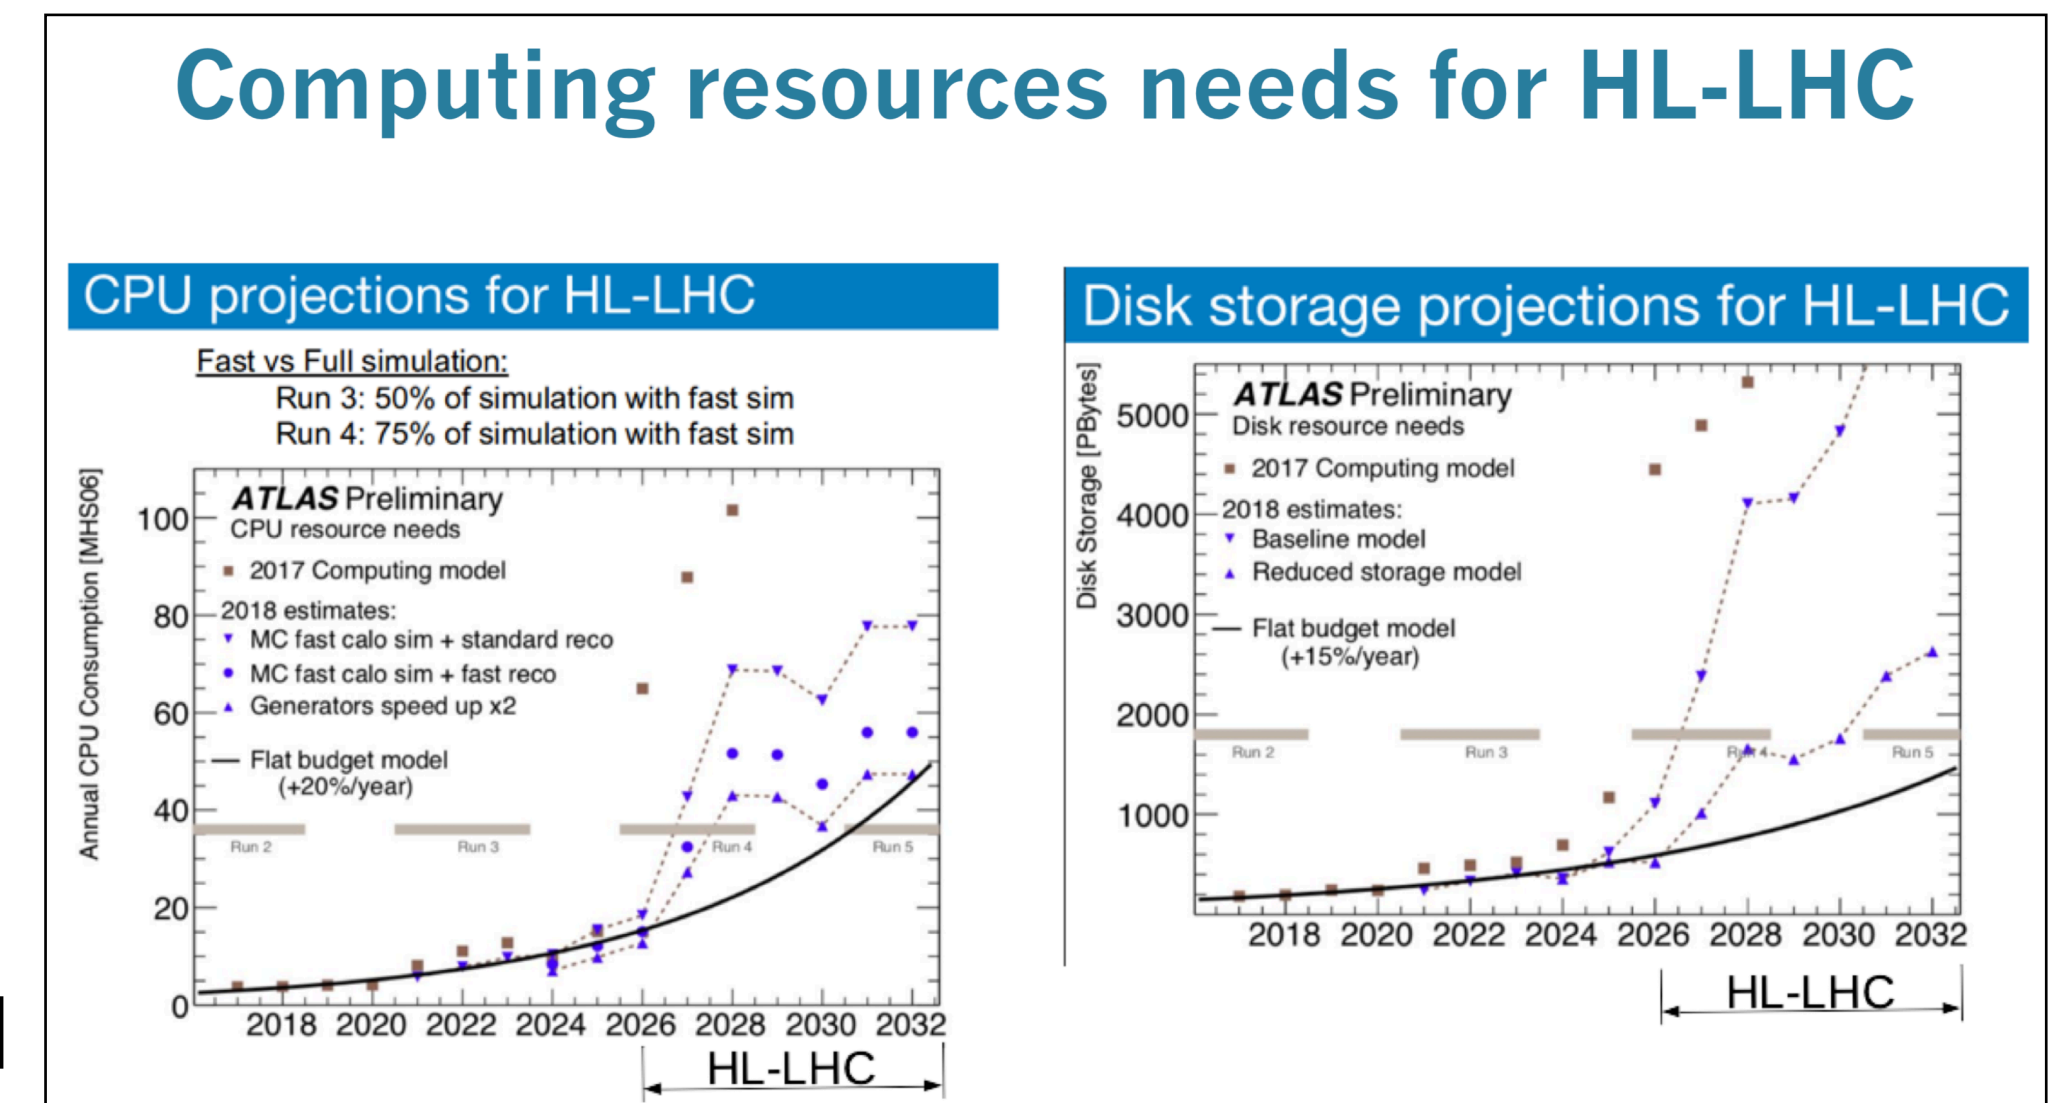 Computing resources needs for HL-LHC
CPU projections for HL-LHC
Fast vs Full simulation:
Run 3: 50% of simulation with fast sim
Run 4: 75% of simulation with fast sim
Annual CPU Consumption [MHS06]
ATLAS Preliminary
CPU resource needs
2017 Computing model
2018 estimates:
MC fast calo sim + standard reco
MC fast calo sim + fast reco
Generators speed up x2
Flat budget model
(+20%/year)
100
80
60
40
20
0
Run 2
Run 3
Run 4
Run 5
2018 2020 2022 2024 2026 2028 2030 2032
HL-LHC
Disk storage projections for HL-LHC
Disk Storage [PBytes]
ATLAS Preliminary
Disk resource needs
2017 Computing model
2018 estimates:
Baseline model
Reduced storage model
Flat budget model
(+15%/year)
5000
4000
3000
2000
1000
Run 2
Run 3
Run 4
Run 5
2018 2020 2022 2024 2026 2028 2030 2032
HL-LHC